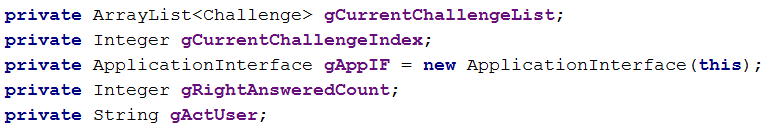 private ArrayList<Challenge> gCurrentChallengeList;
private Integer gCurrentChallengeIndex;
private ApplicationInterface gAppIF = new ApplicationInterface(this);
private Integer gRightAnsweredCount;
private String gActUser;